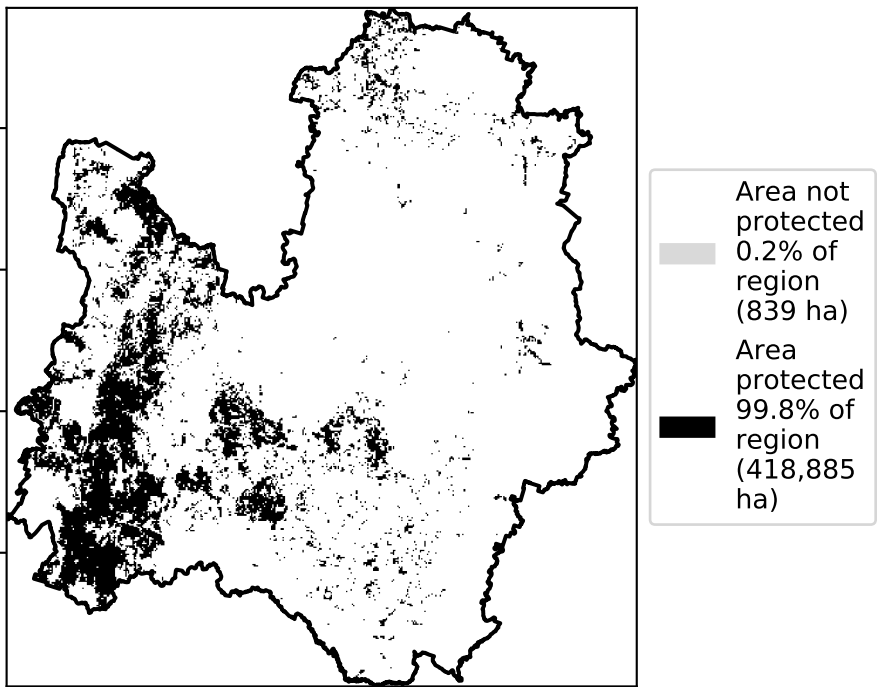 Area not
protected
0.2% of
region
(839 ha)
Area
protected
99.8% of
region
(418,885
ha)